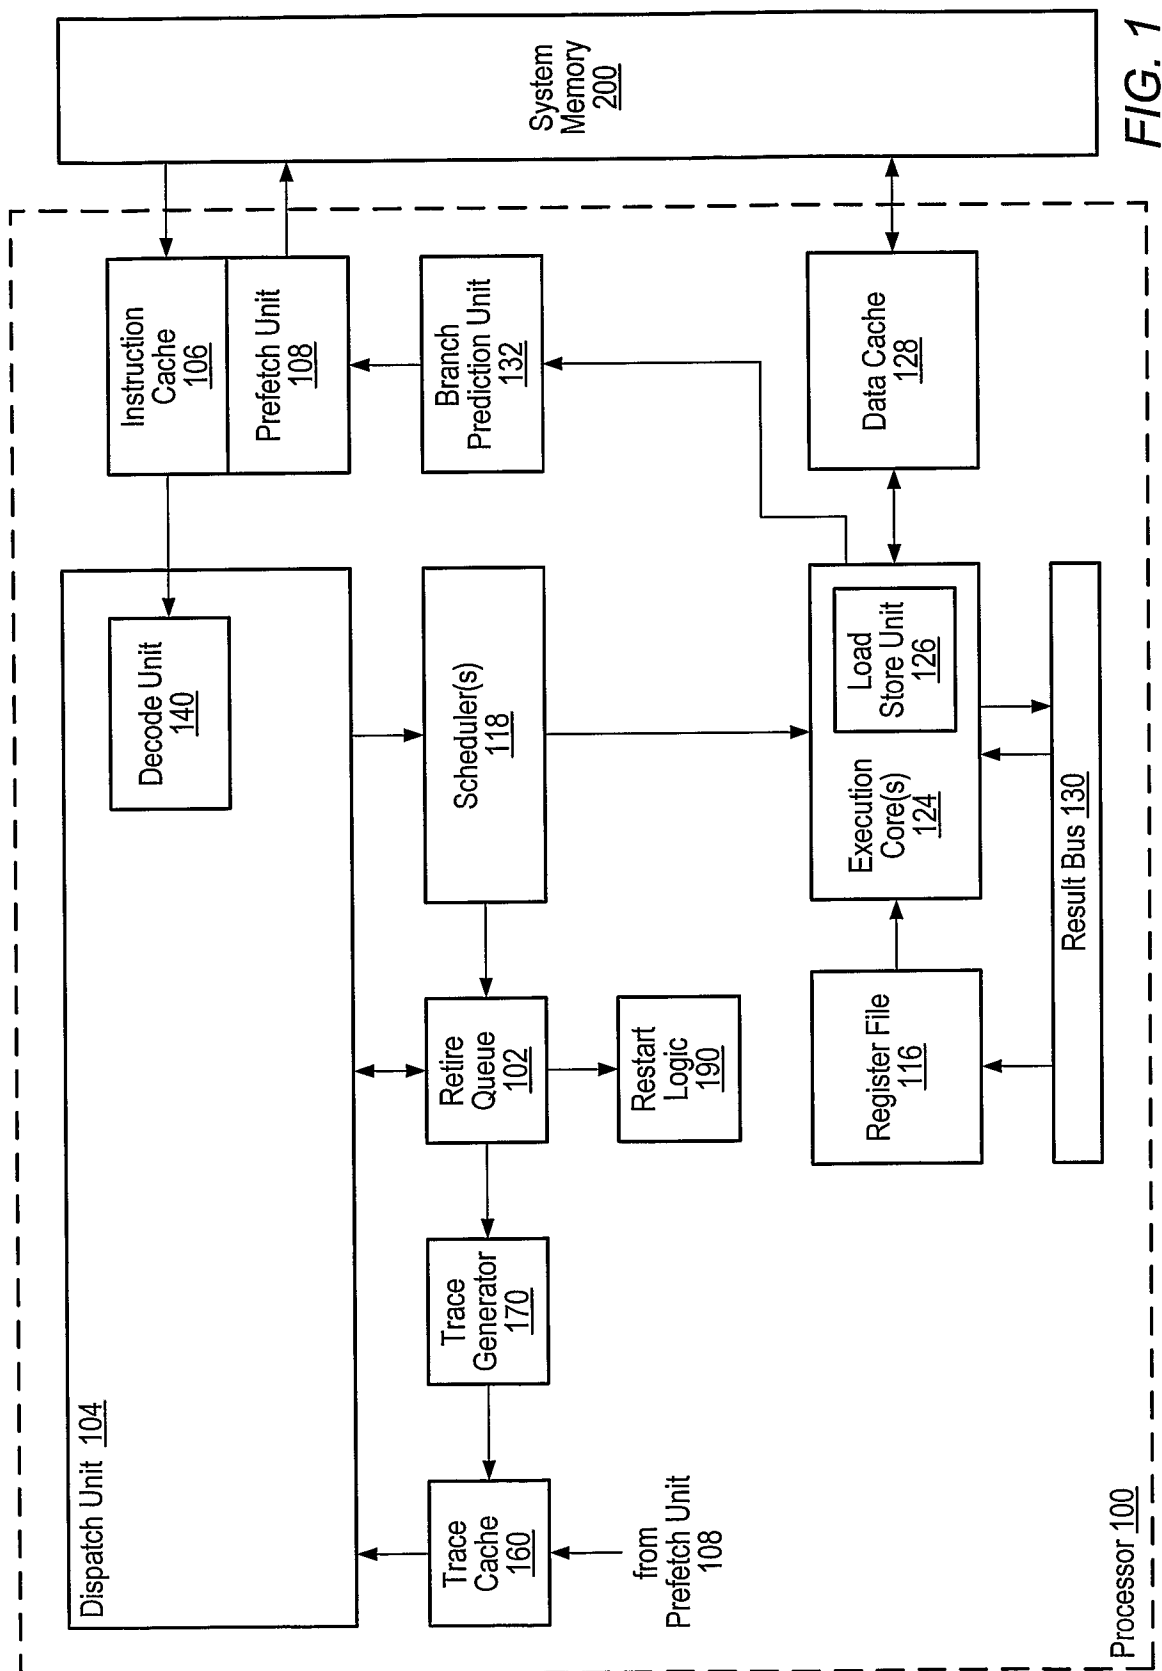 System
Memory
200
Instruction
Cache
106
Prefetch Unit
108
Branch
Prediction Unit
132
Data Cache
128
Dispatch Unit 104
Decode Unit
140
Scheduler(s)
118
Retire
Queue
102
Restart
Logic
190
Trace
Generator
170
Trace
Cache
160
from
Prefetch Unit
108
Execution
Core(s)
124
Load
Store Unit
126
Register File
116
Result Bus 130
Processor 100
FIG. 1